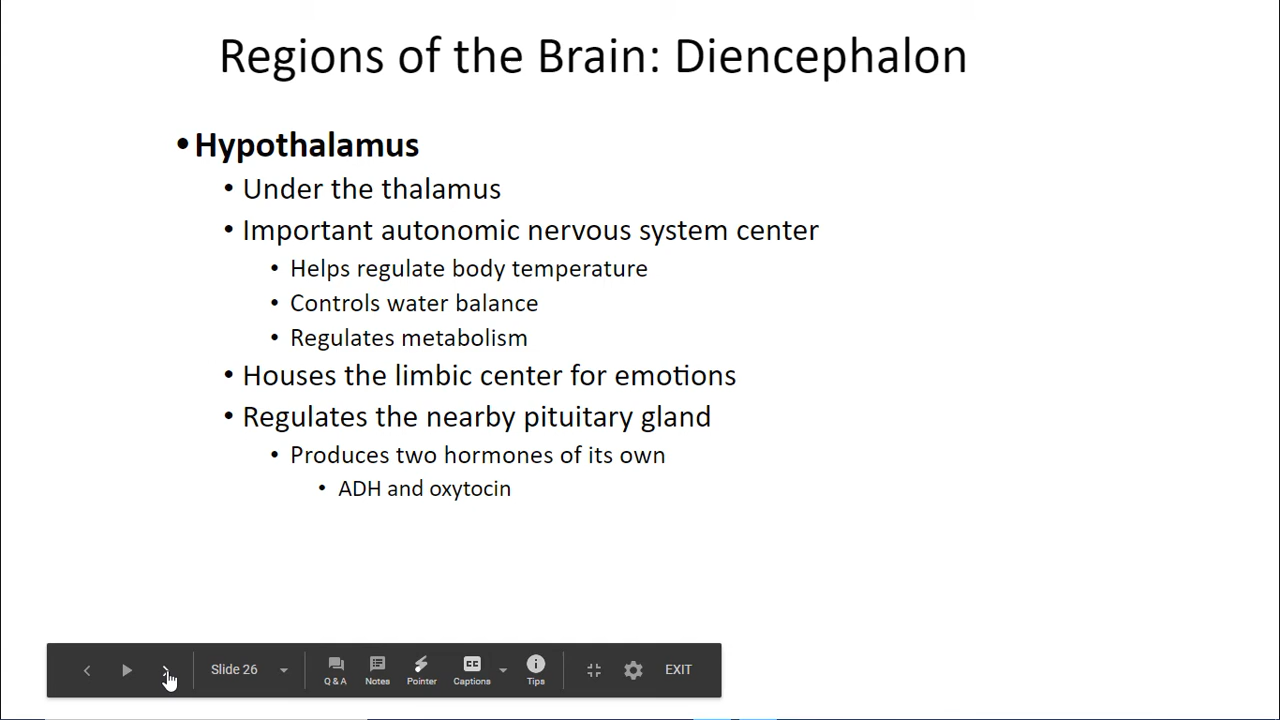 Regions of the Brain: Diencephalon
•Hypothalamus
• Under the thalamus
• Important autonomic nervous system center
• Helps regulate body temperature
• Controls water balance
• Regulates metabolism
• Houses the limbic center for emotions
• Regulates the nearby pituitary gland
• Produces two hormones of its own
• ADH and oxytocin
Slide 26
Q & A
Notes
Pointer
CC
Captions
Tips
EXIT